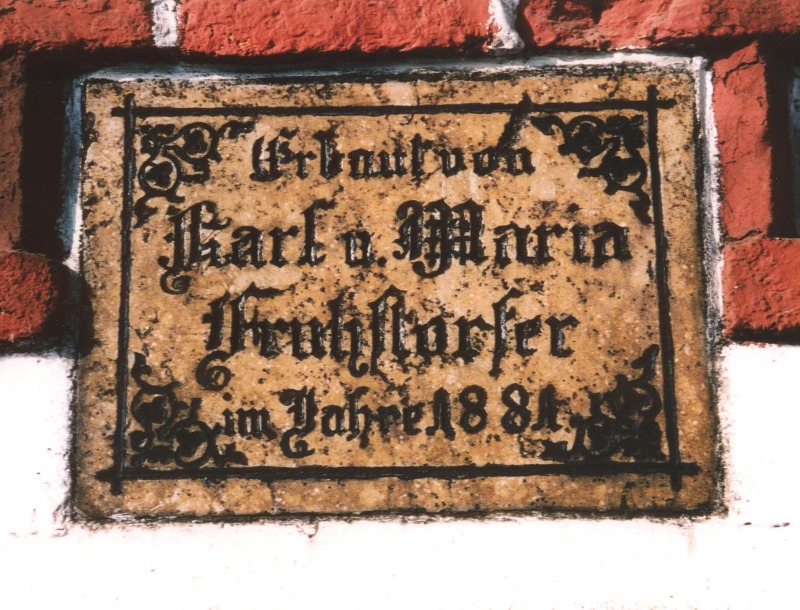 Erbaut von
Karl u. Maria
Fruhstorfer
im Jahre 1881.